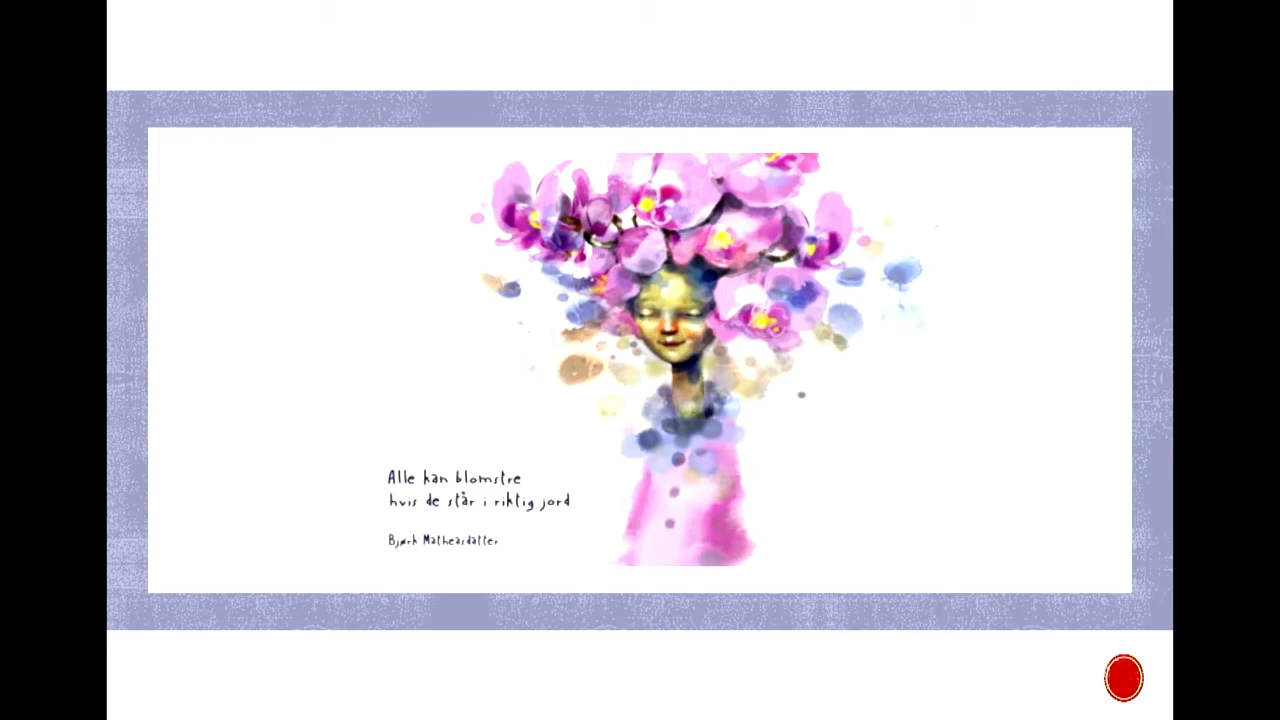 Alle kan blomstre
hvis de står i riktig jord
Bjørk Matheasdatter